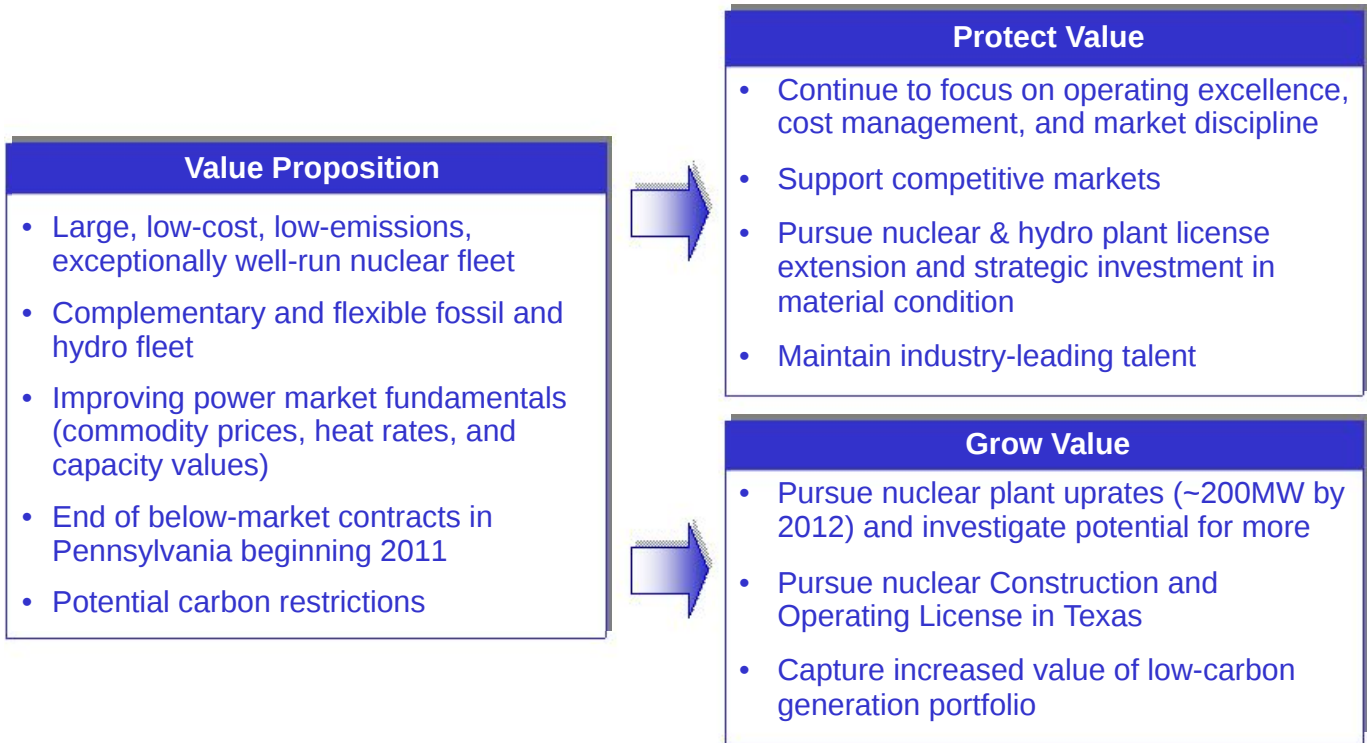 Value Proposition
• Large, low-cost, low-emissions,
exceptionally well-run nuclear fleet
• Complementary and flexible fossil and
hydro fleet
• Improving power market fundamentals
(commodity prices, heat rates, and
capacity values)
• End of below-market contracts in
Pennsylvania beginning 2011
• Potential carbon restrictions
Protect Value
• Continue to focus on operating excellence,
cost management, and market discipline
• Support competitive markets
• Pursue nuclear & hydro plant license
extension and strategic investment in
material condition
• Maintain industry-leading talent
Grow Value
• Pursue nuclear plant uprates (~200MW by
2012) and investigate potential for more
• Pursue nuclear Construction and
Operating License in Texas
• Capture increased value of low-carbon
generation portfolio